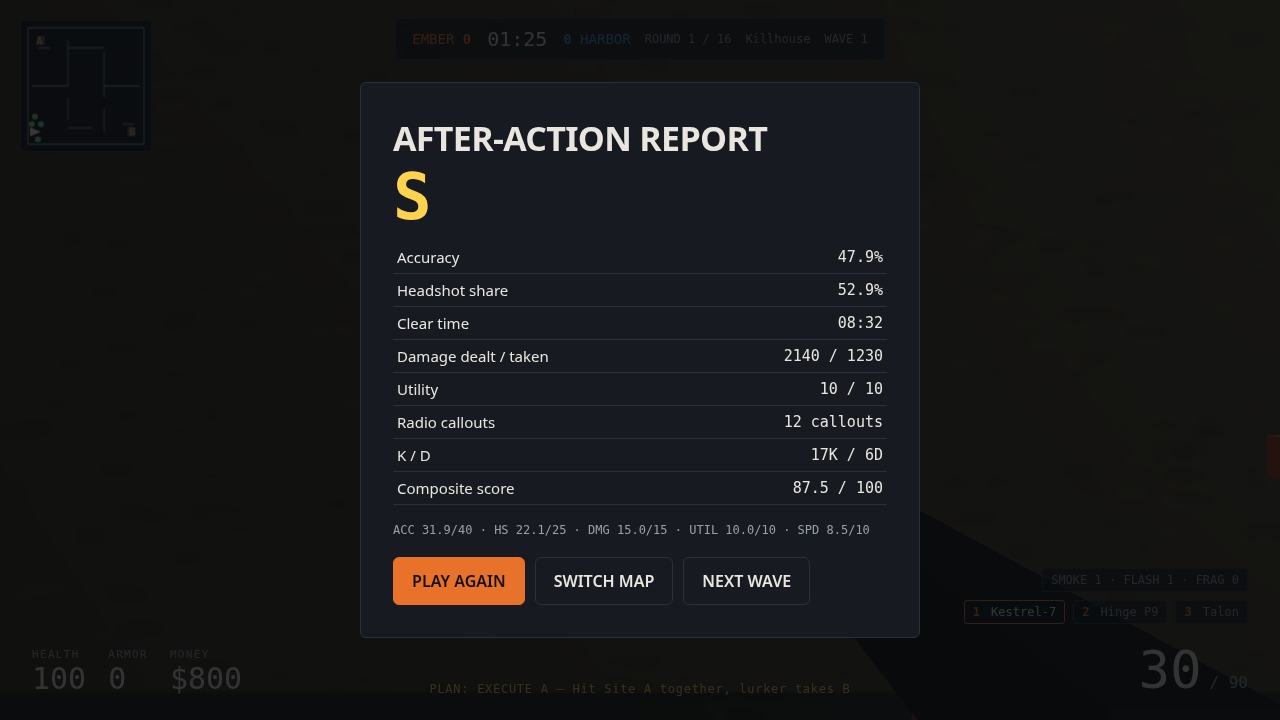 A
EMBER 0 01:25 0 HARBOR ROUND 1 / 16 Killhouse WAVE 1
B
AFTER-ACTION REPORT
S
Accuracy 47.9%
Headshot share 52.9%
Clear time 08:32
Damage dealt / taken 2140 / 1230
Utility 10 / 10
Radio callouts 12 callouts
K / D 17K / 6D
Composite score 87.5 / 100
ACC 31.9/40 · HS 22.1/25 · DMG 15.0/15 · UTIL 10.0/10 · SPD 8.5/10
PLAY AGAIN SWITCH MAP NEXT WAVE
SMOKE 1 · FLASH 1 · FRAG 0
1 Kestrel-7 2 Hinge P9 3 Talon
HEALTH ARMOR MONEY
100 0 $800
30 / 90
PLAN: EXECUTE A — Hit Site A together, lurker takes B